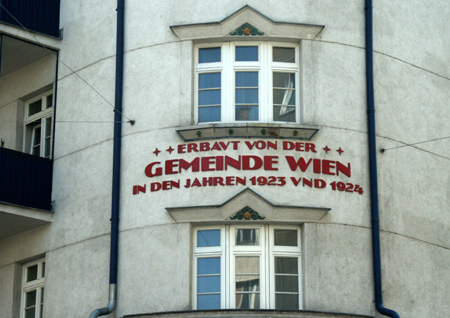 ERBAVT VON DER
GEMEINDE WIEN
IN DEN JAHREN 1923 VND 1924